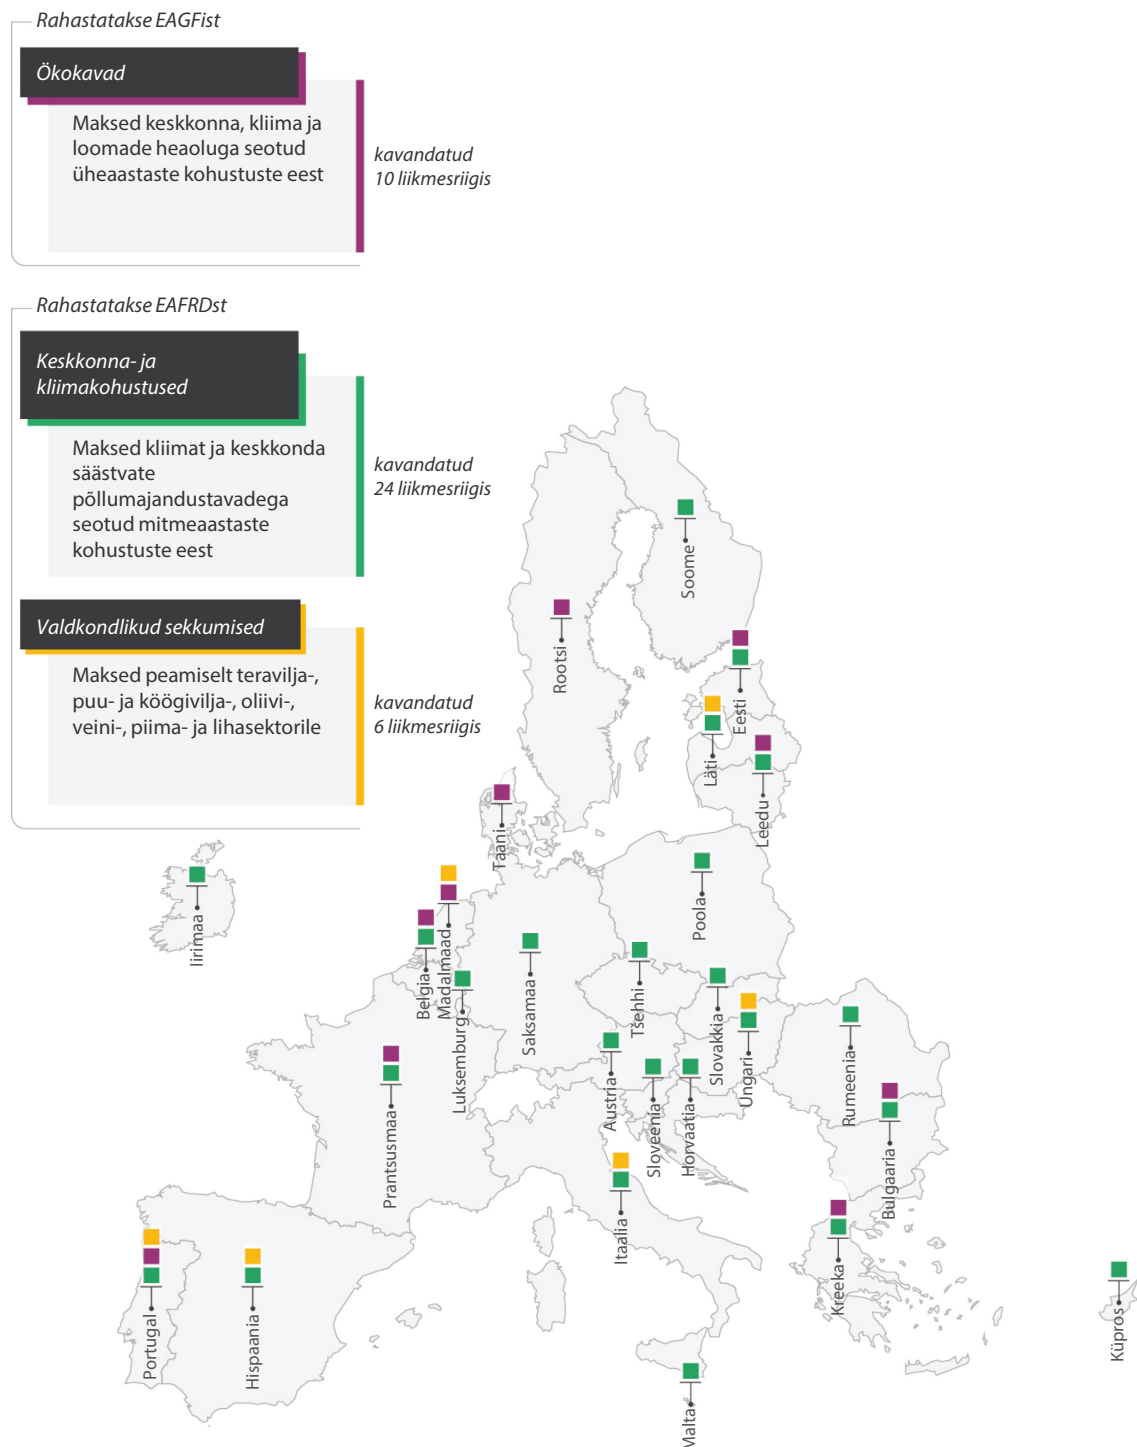 Rahastatakse EAGFist
Ökokavad
Maksed keskkonna, kliima ja
loomade heaoluga seotud
üheaastaste kohustuste eest
kavandatud
10 liikmesriigis
Rahastatakse EAFRDst
Keskkonna- ja
kliimakohustused
Maksed kliimat ja keskkonda
säästvate
põllumajandustavadega
seotud mitmeaastaste
kohustuste eest
kavandatud
24 liikmesriigis
Valdkondlikud sekkumised
Maksed peamiselt teravilja-,
puu- ja köögivilja-, oliivi-,
veini-, piima- ja lihasektorile
kavandatud
6 liikmesriigis
Soome
Rootsi
Eesti
Läti
Leedu
Taani
Iirimaa
Poola
Belgia
Madalmaad
Luksemburg
Saksamaa
Tšehhi
Slovakkia
Ungari
Rumeenia
Prantsusmaa
Austria
Sloveenia
Horvaatia
Bulgaaria
Itaalia
Kreeka
Portugal
Hispaania
Malta
Küpros